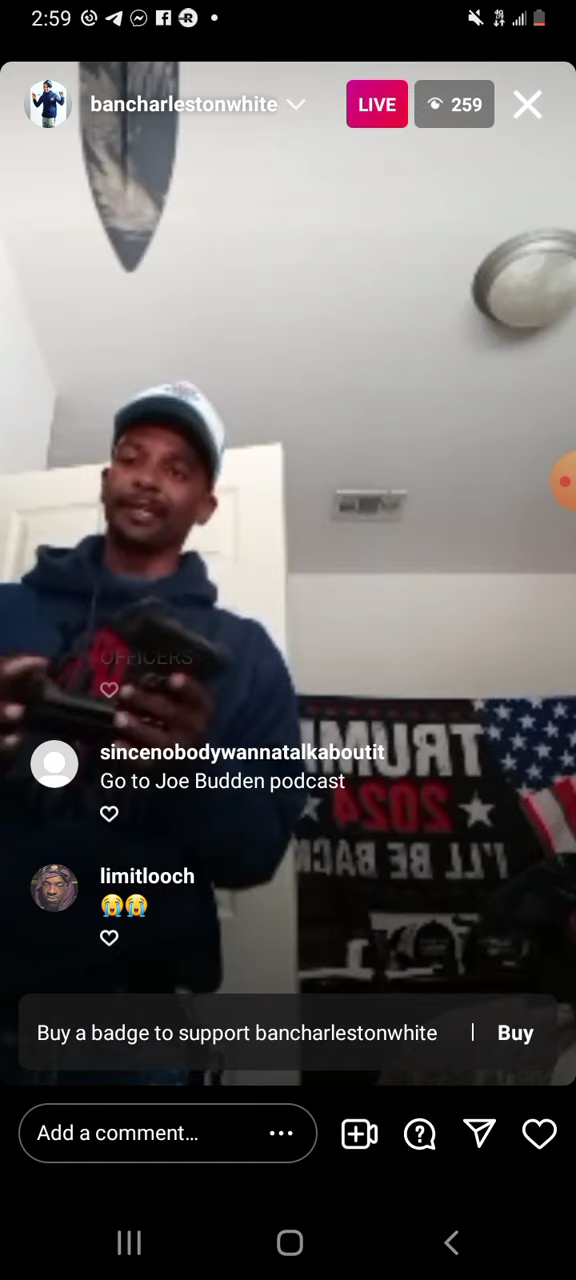 2:59
bancharlestonwhite
LIVE
259
OFFICERS
sincenobodywannatalkaboutit
Go to Joe Budden podcast
limitlooch
😭😭
TRUMP
2024
I'LL BE BACK
Buy a badge to support bancharlestonwhite | Buy
Add a comment...